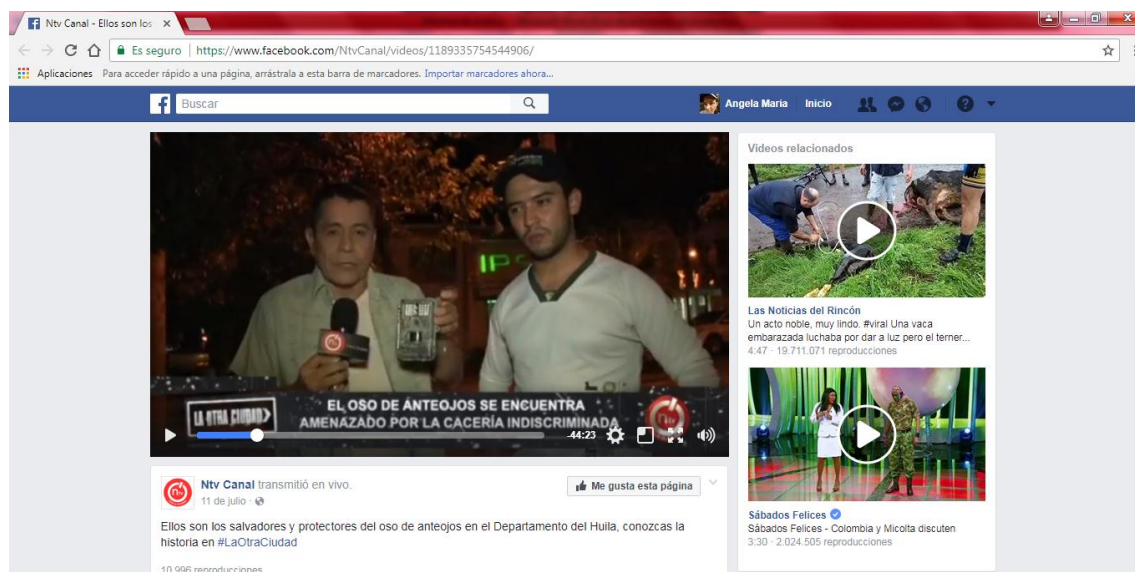 Ntv Canal - Ellos son los
Es seguro | https://www.facebook.com/NtvCanal/videos/1189335754544906/
Aplicaciones Para acceder rápido a una página, arrástrala a esta barra de marcadores. Importar marcadores ahora...
Buscar
Angela Maria Inicio
IPS
LA OTRA CIUDAD>
EL OSO DE ANTEOJOS SE ENCUENTRA
AMENAZADO POR LA CACERÍA INDISCRIMINADA
-44:23
Ntv Canal transmitió en vivo.
11 de julio ·
Me gusta esta página
Ellos son los salvadores y protectores del oso de anteojos en el Departamento del Huila, conozcas la
historia en #LaOtraCiudad
10.996 reproducciones
Videos relacionados
Las Noticias del Rincón
Un acto noble, muy lindo. #viral Una vaca
embarazada luchaba por dar a luz pero el terner...
4:47 · 19.711.071 reproducciones
Sábados Felices
Sábados Felices - Colombia y Micolta discuten
3:30 · 2.024.505 reproducciones